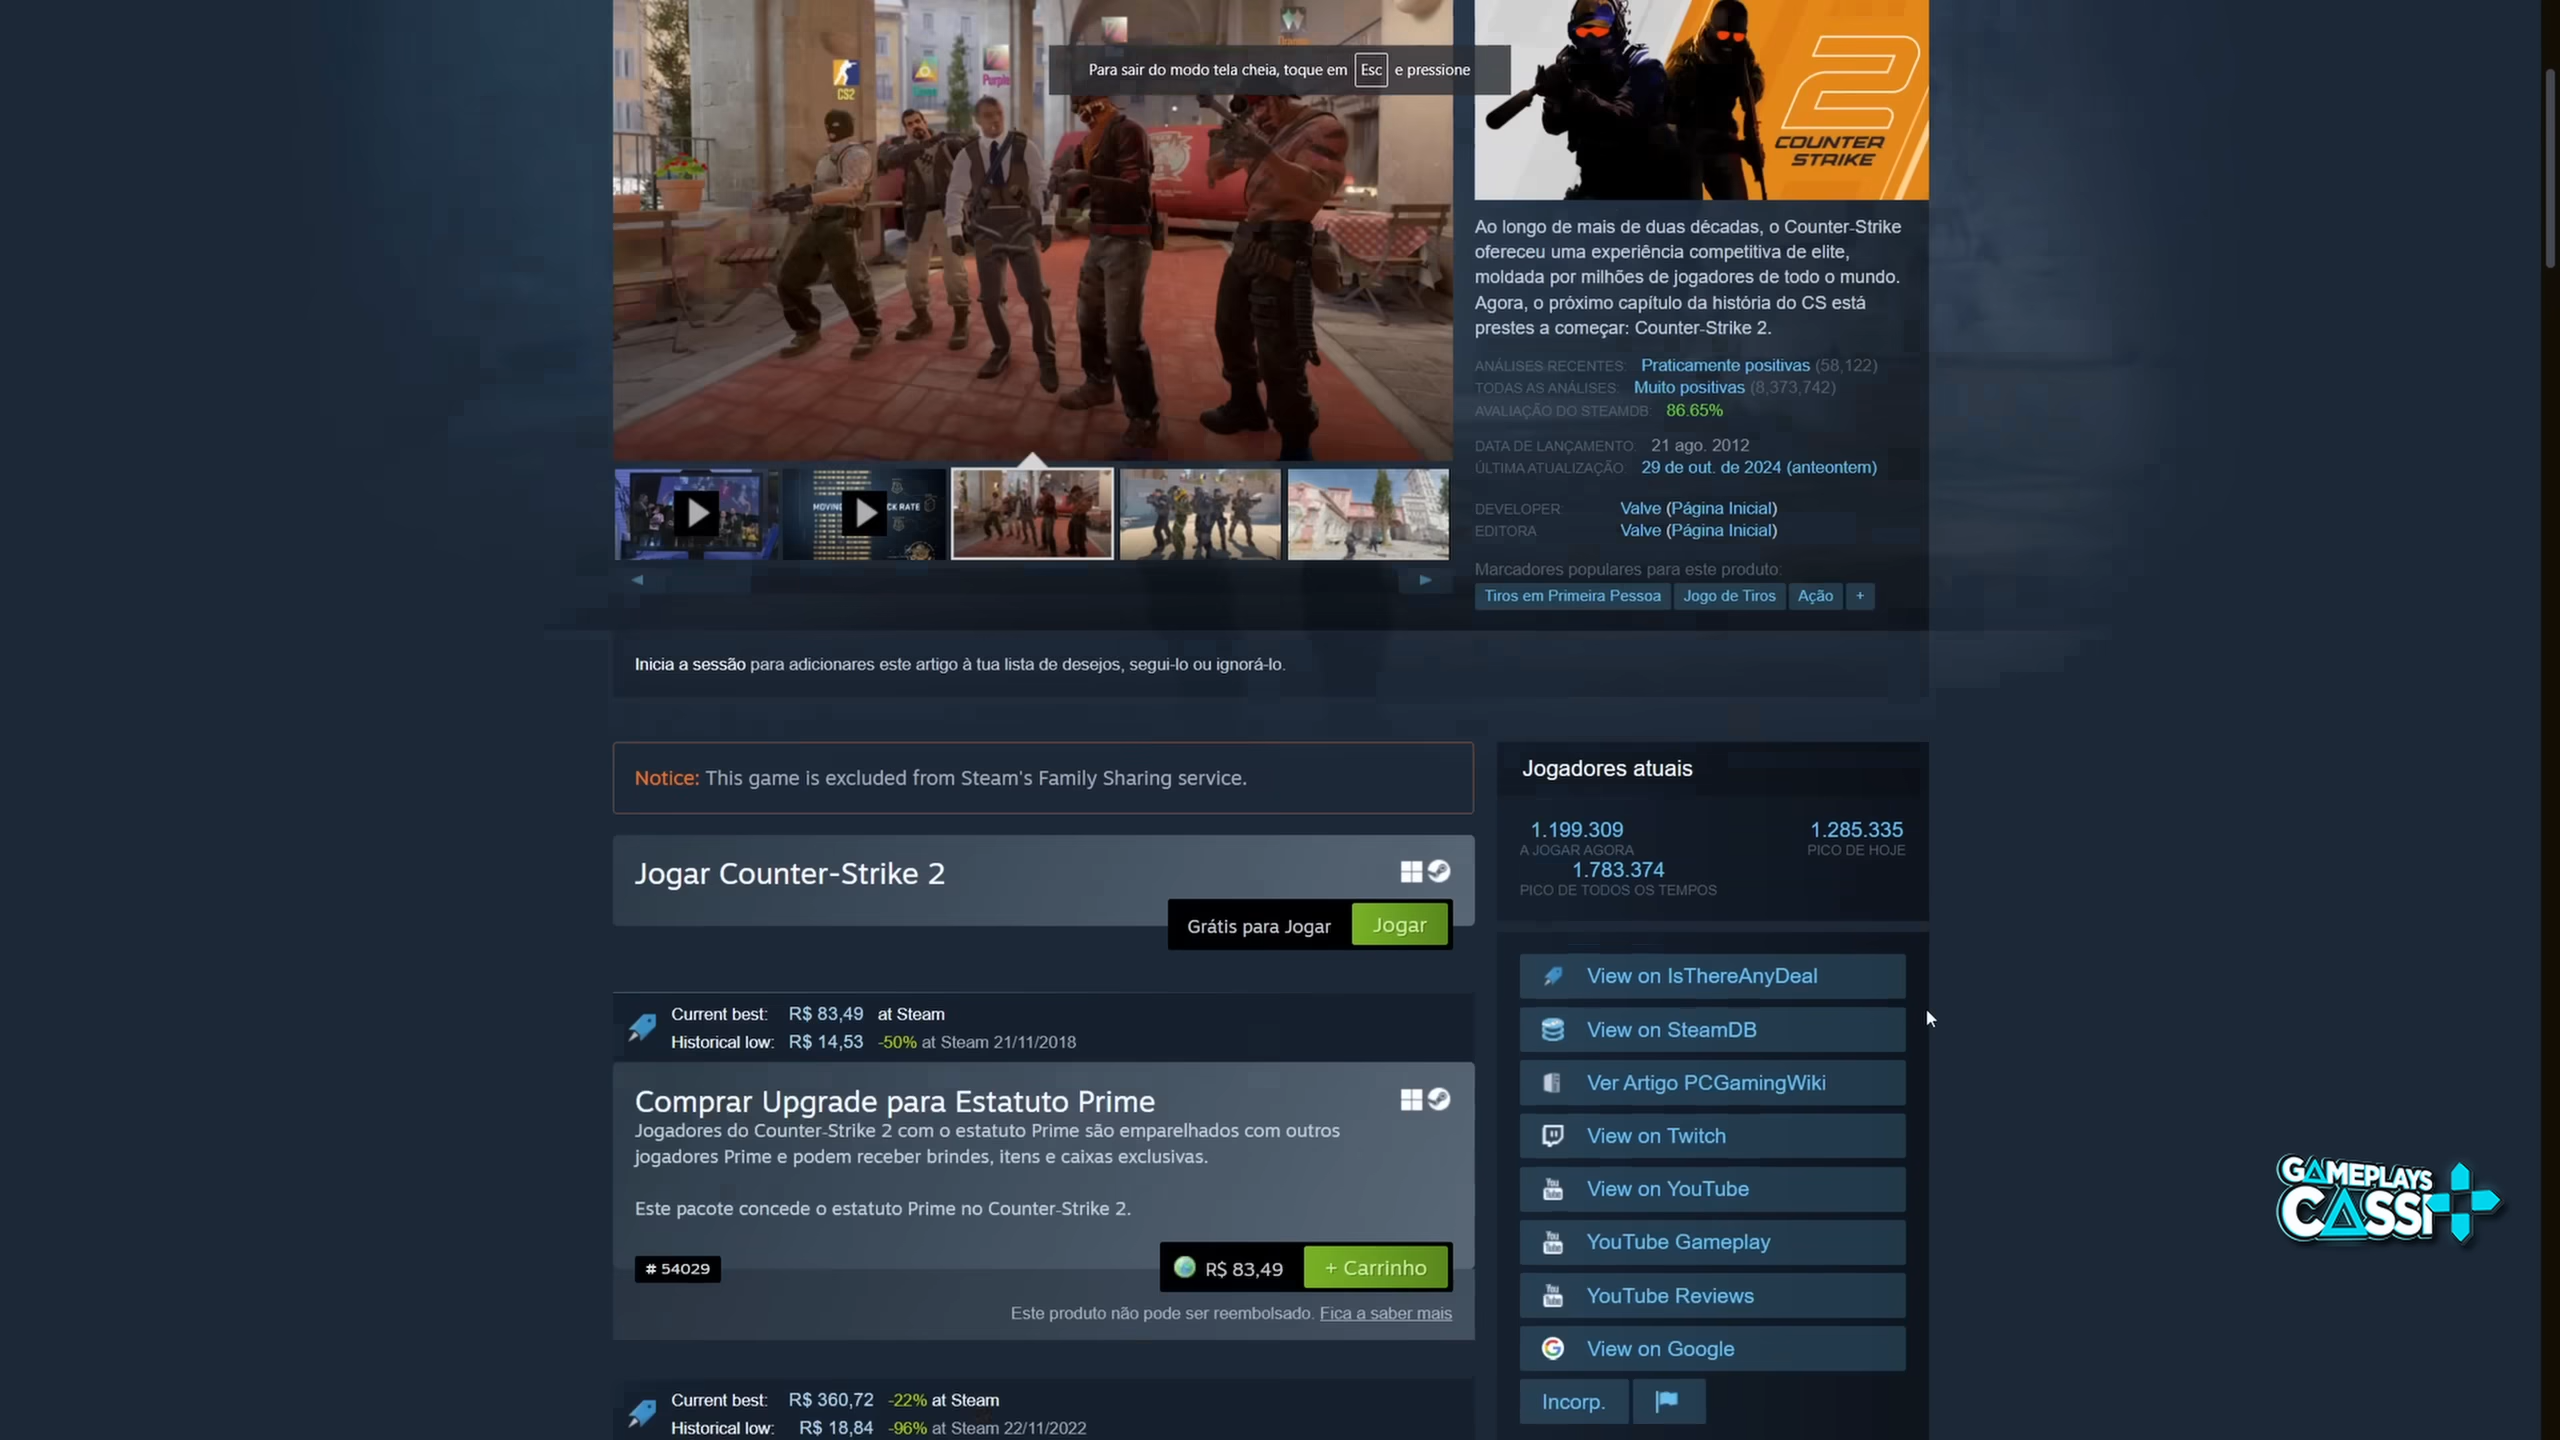 CS2
Purple
Para sair do modo tela cheia, toque em Esc e pressione
2
COUNTER
STRIKE
Ao longo de mais de duas décadas, o Counter-Strike
ofereceu uma experiência competitiva de elite,
moldada por milhões de jogadores de todo o mundo.
Agora, o próximo capítulo da história do CS está
prestes a começar: Counter-Strike 2.
ANÁLISES RECENTES: Praticamente positivas (58,122)
TODAS AS ANÁLISES: Muito positivas (8,373,742)
AVALIAÇÃO DO STEAMDB: 86.65%
DATA DE LANÇAMENTO: 21 ago. 2012
ÚLTIMA ATUALIZAÇÃO: 29 de out. de 2024 (anteontem)
DEVELOPER: Valve (Página Inicial)
EDITORA Valve (Página Inicial)
Marcadores populares para este produto:
Tiros em Primeira Pessoa Jogo de Tiros Ação +
MOVING CK RATE
Inicia a sessão para adicionares este artigo à tua lista de desejos, segui-lo ou ignorá-lo.
Notice: This game is excluded from Steam's Family Sharing service.
Jogar Counter-Strike 2
Grátis para Jogar Jogar
Current best: R$ 83,49 at Steam
Historical low: R$ 14,53 -50% at Steam 21/11/2018
Comprar Upgrade para Estatuto Prime
Jogadores do Counter-Strike 2 com o estatuto Prime são emparelhados com outros
jogadores Prime e podem receber brindes, itens e caixas exclusivas.
Este pacote concede o estatuto Prime no Counter-Strike 2.
# 54029
R$ 83,49 + Carrinho
Este produto não pode ser reembolsado. Fica a saber mais
Current best: R$ 360,72 -22% at Steam
Historical low: R$ 18,84 -96% at Steam 22/11/2022
Jogadores atuais
1.199.309 1.285.335
A JOGAR AGORA PICO DE HOJE
1.783.374
PICO DE TODOS OS TEMPOS
View on IsThereAnyDeal
View on SteamDB
Ver Artigo PCGamingWiki
View on Twitch
You Tube View on YouTube
You Tube YouTube Gameplay
You Tube YouTube Reviews
View on Google
Incorp.
GAMEPLAYS
CASSI